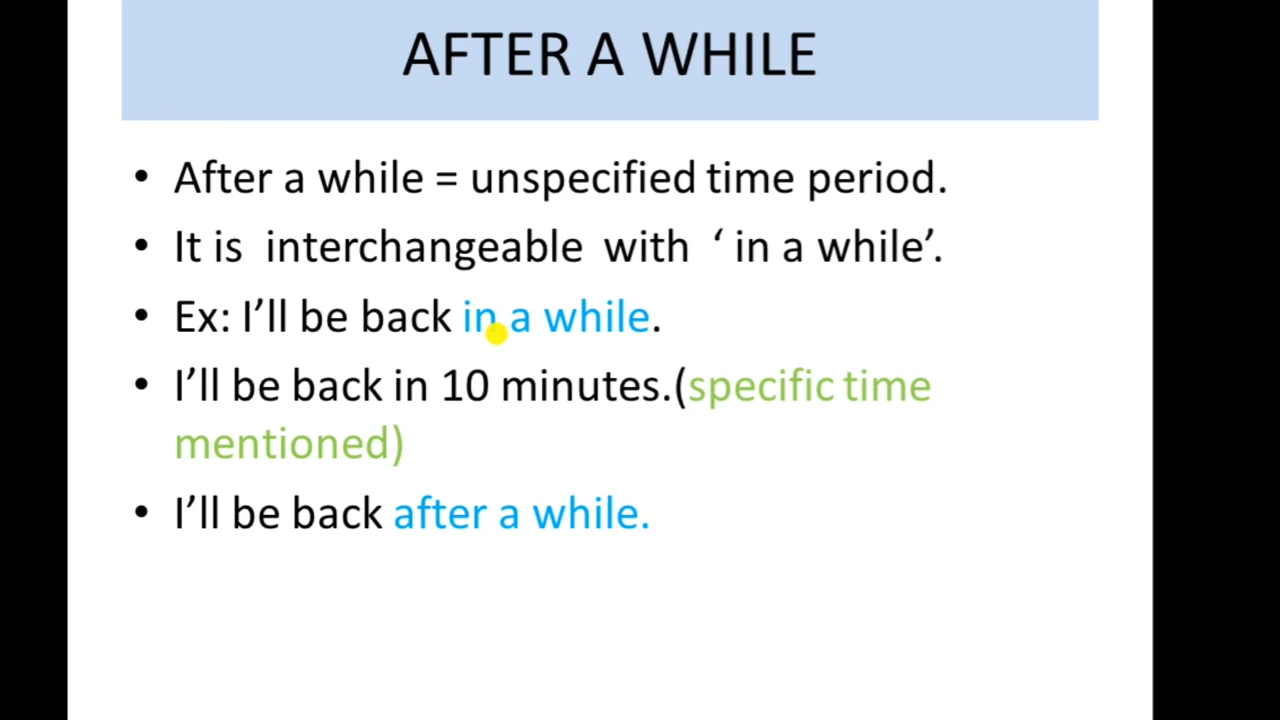 AFTER A WHILE
• After a while = unspecified time period.
• It is interchangeable with ‘ in a while’.
• Ex: I’ll be back in a while.
• I’ll be back in 10 minutes.(specific time
mentioned)
• I’ll be back after a while.